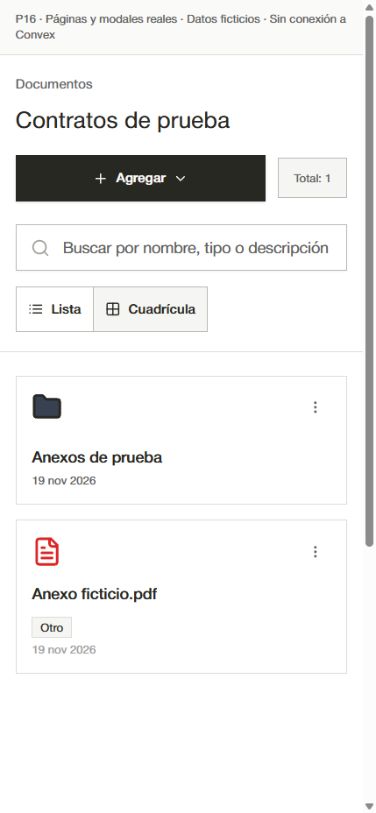 P16 · Páginas y modales reales · Datos ficticios · Sin conexión a
Convex
Documentos
Contratos de prueba
Agregar
Total: 1
Buscar por nombre, tipo o descripción
Lista
Cuadrícula
Anexos de prueba
19 nov 2026
Anexo ficticio.pdf
Otro
19 nov 2026